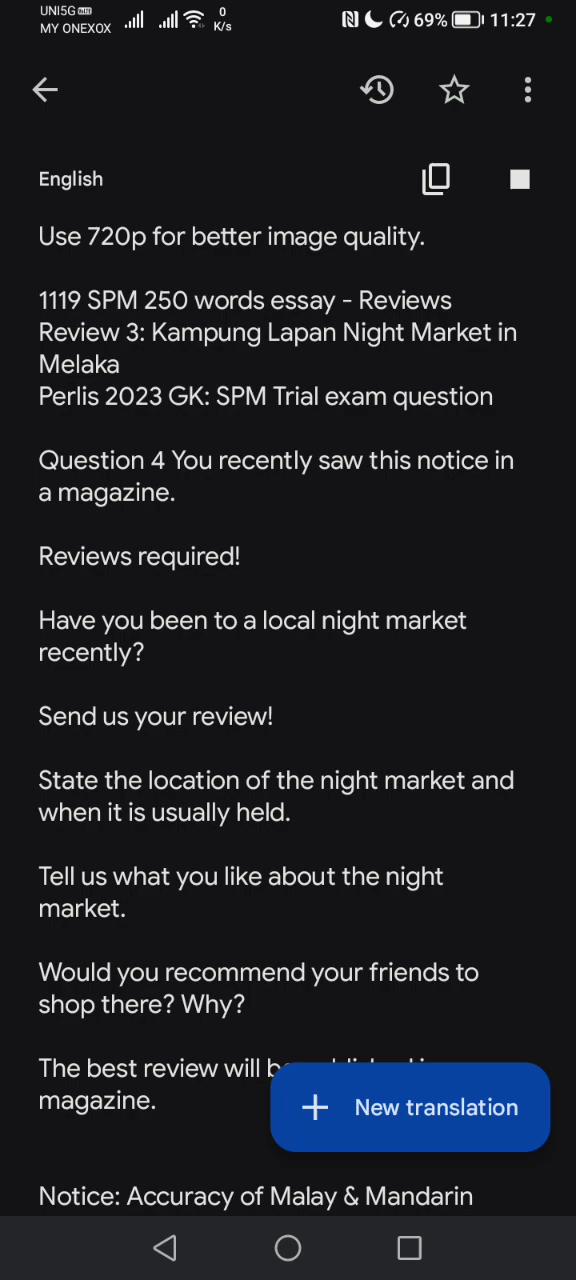 UNI5G
MY ONEXOX
0
K/s
69%
11:27
English
Use 720p for better image quality.
1119 SPM 250 words essay - Reviews
Review 3: Kampung Lapan Night Market in
Melaka
Perlis 2023 GK: SPM Trial exam question
Question 4 You recently saw this notice in
a magazine.
Reviews required!
Have you been to a local night market
recently?
Send us your review!
State the location of the night market and
when it is usually held.
Tell us what you like about the night
market.
Would you recommend your friends to
shop there? Why?
The best review will
magazine.
New translation
Notice: Accuracy of Malay & Mandarin